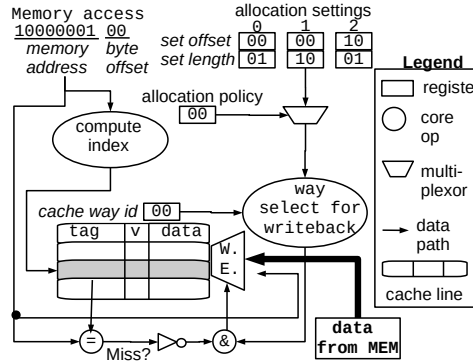 Memory access
10000001 00
memory address
byte offset
allocation settings
0 1 2
set offset 00 00 10
set length 01 10 01
allocation policy
00
compute index
cache way id 00
way select for writeback
tag v data
W. E.
=
Miss?
&
data from MEM
Legend
register
core op
multi-plexor
data path
cache line